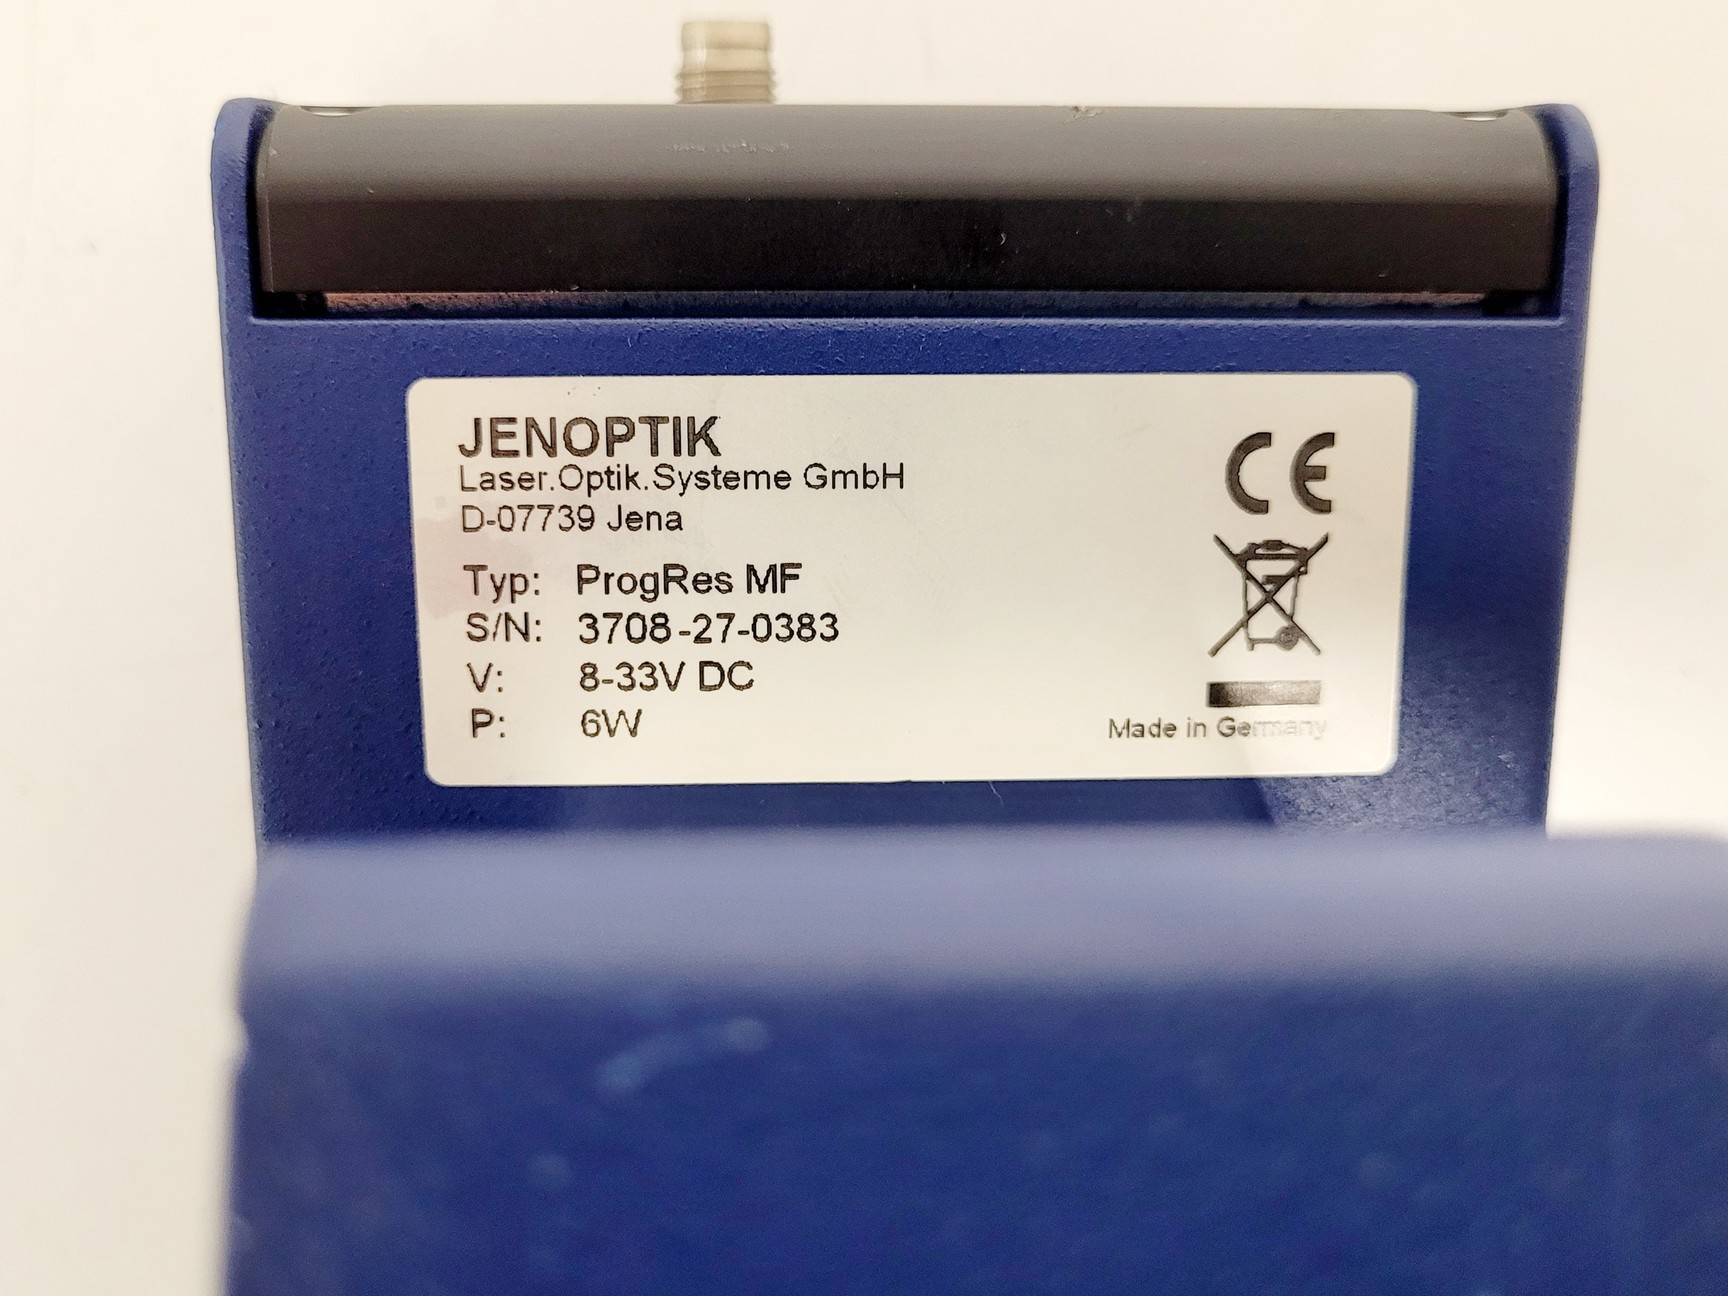 JENOPTIK
Laser.Optik.Systeme GmbH
D-07739 Jena
Typ: ProgRes MF
S/N: 3708-27-0383
V: 8-33V DC
P: 6W
CE
Made in Germany